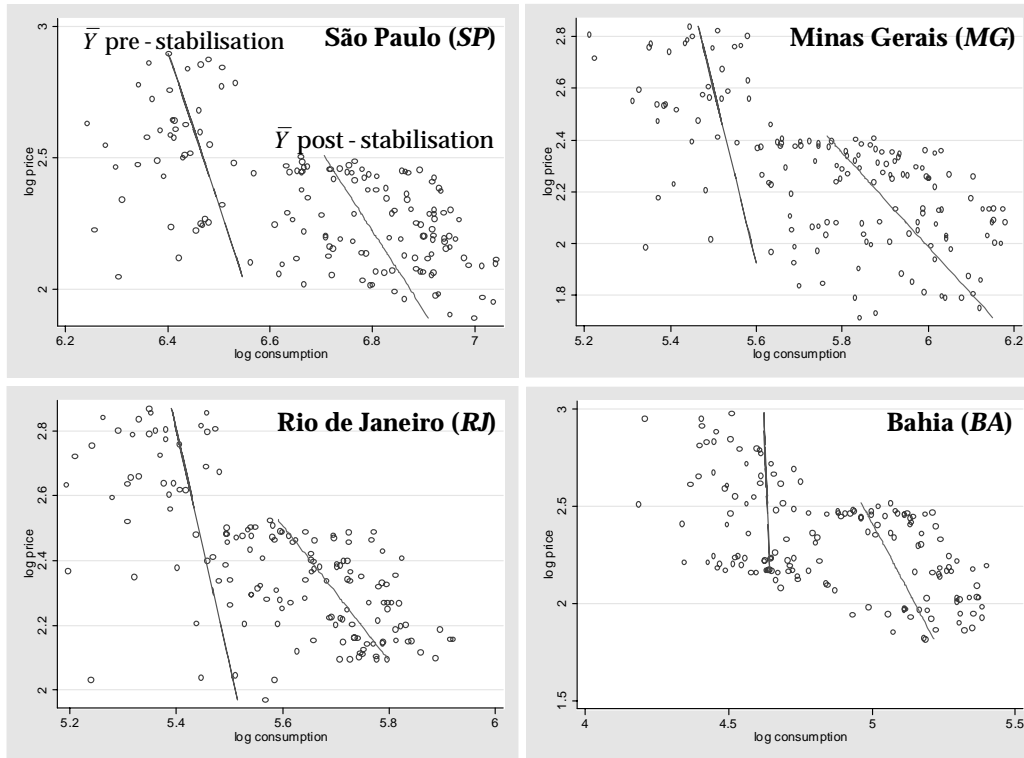 Ȳ pre - stabilisation
São Paulo (SP)
Ȳ post - stabilisation
log price
3
2.5
2
6.2 6.4 6.6 6.8 7
log consumption
Minas Gerais (MG)
log price
2.8
2.6
2.4
2.2
2
1.8
5.2 5.4 5.6 5.8 6 6.2
log consumption
Rio de Janeiro (RJ)
log price
2.8
2.6
2.4
2.2
2
5.2 5.4 5.6 5.8 6
log consumption
Bahia (BA)
log price
3
2.5
2
1.5
4 4.5 5 5.5
log consumption